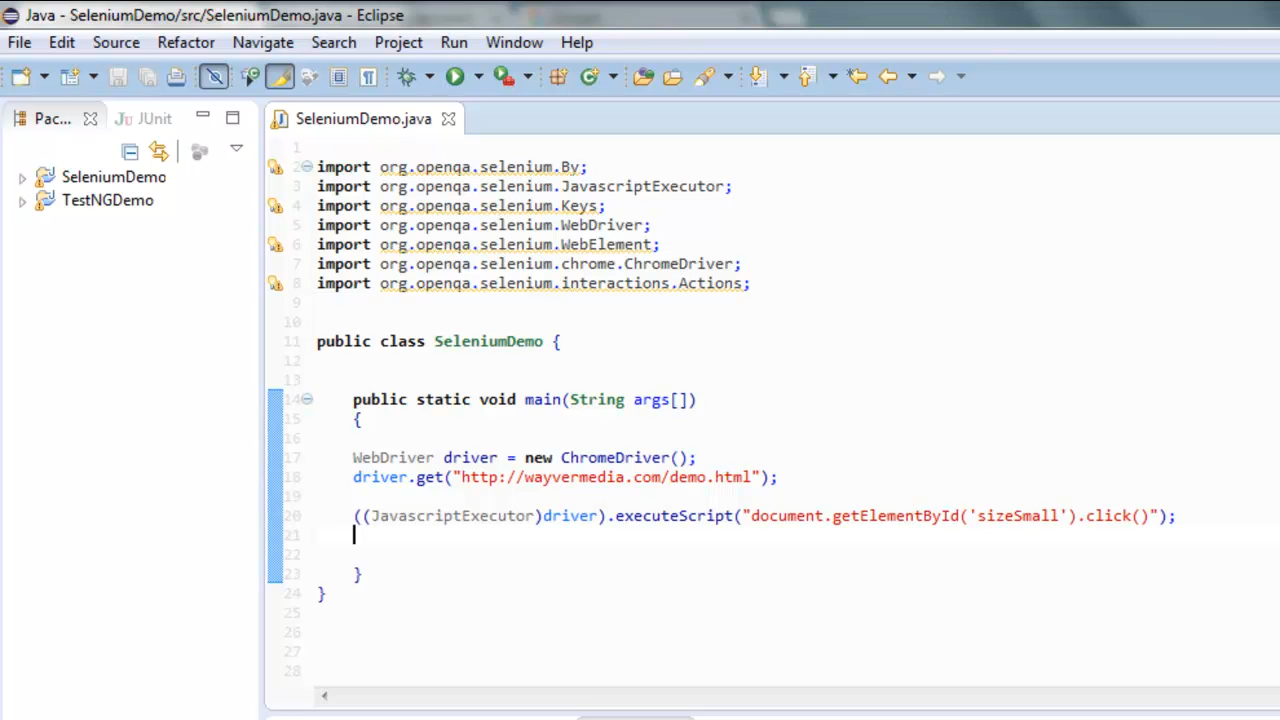 Java - SeleniumDemo/src/SeleniumDemo.java - Eclipse
File Edit Source Refactor Navigate Search Project Run Window Help
Pac... JUnit SeleniumDemo.java
SeleniumDemo
TestNGDemo
1
2 import org.openqa.selenium.By;
3 import org.openqa.selenium.JavascriptExecutor;
4 import org.openqa.selenium.Keys;
5 import org.openqa.selenium.WebDriver;
6 import org.openqa.selenium.WebElement;
7 import org.openqa.selenium.chrome.ChromeDriver;
8 import org.openqa.selenium.interactions.Actions;
9
10
11 public class SeleniumDemo {
12
13
14 public static void main(String args[])
15 {
16
17 WebDriver driver = new ChromeDriver();
18 driver.get("http://wayvermedia.com/demo.html");
19
20 ((JavascriptExecutor)driver).executeScript("document.getElementById('sizeSmall').click()");
21
22
23 }
24 }
25
26
27
28